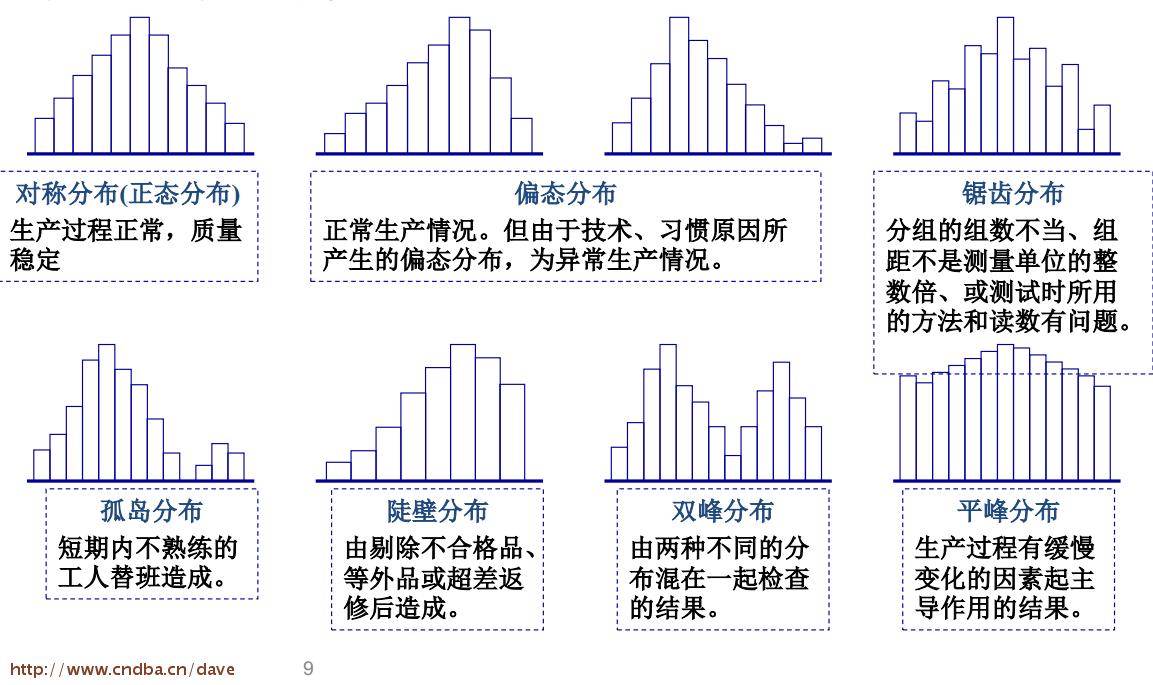 对称分布(正态分布)
生产过程正常，质量
稳定
偏态分布
正常生产情况。但由于技术、习惯原因所
产生的偏态分布，为异常生产情况。
锯齿分布
分组的组数不当、组
距不是测量单位的整
数倍、或测试时所用
的方法和读数有问题。
孤岛分布
短期内不熟练的
工人替班造成。
陡壁分布
由剔除不合格品、
等外品或超差返
修后造成。
双峰分布
由两种不同的分
布混在一起检查
的结果。
平峰分布
生产过程有缓慢
变化的因素起主
导作用的结果。
http://www.cndba.cn/dave
9